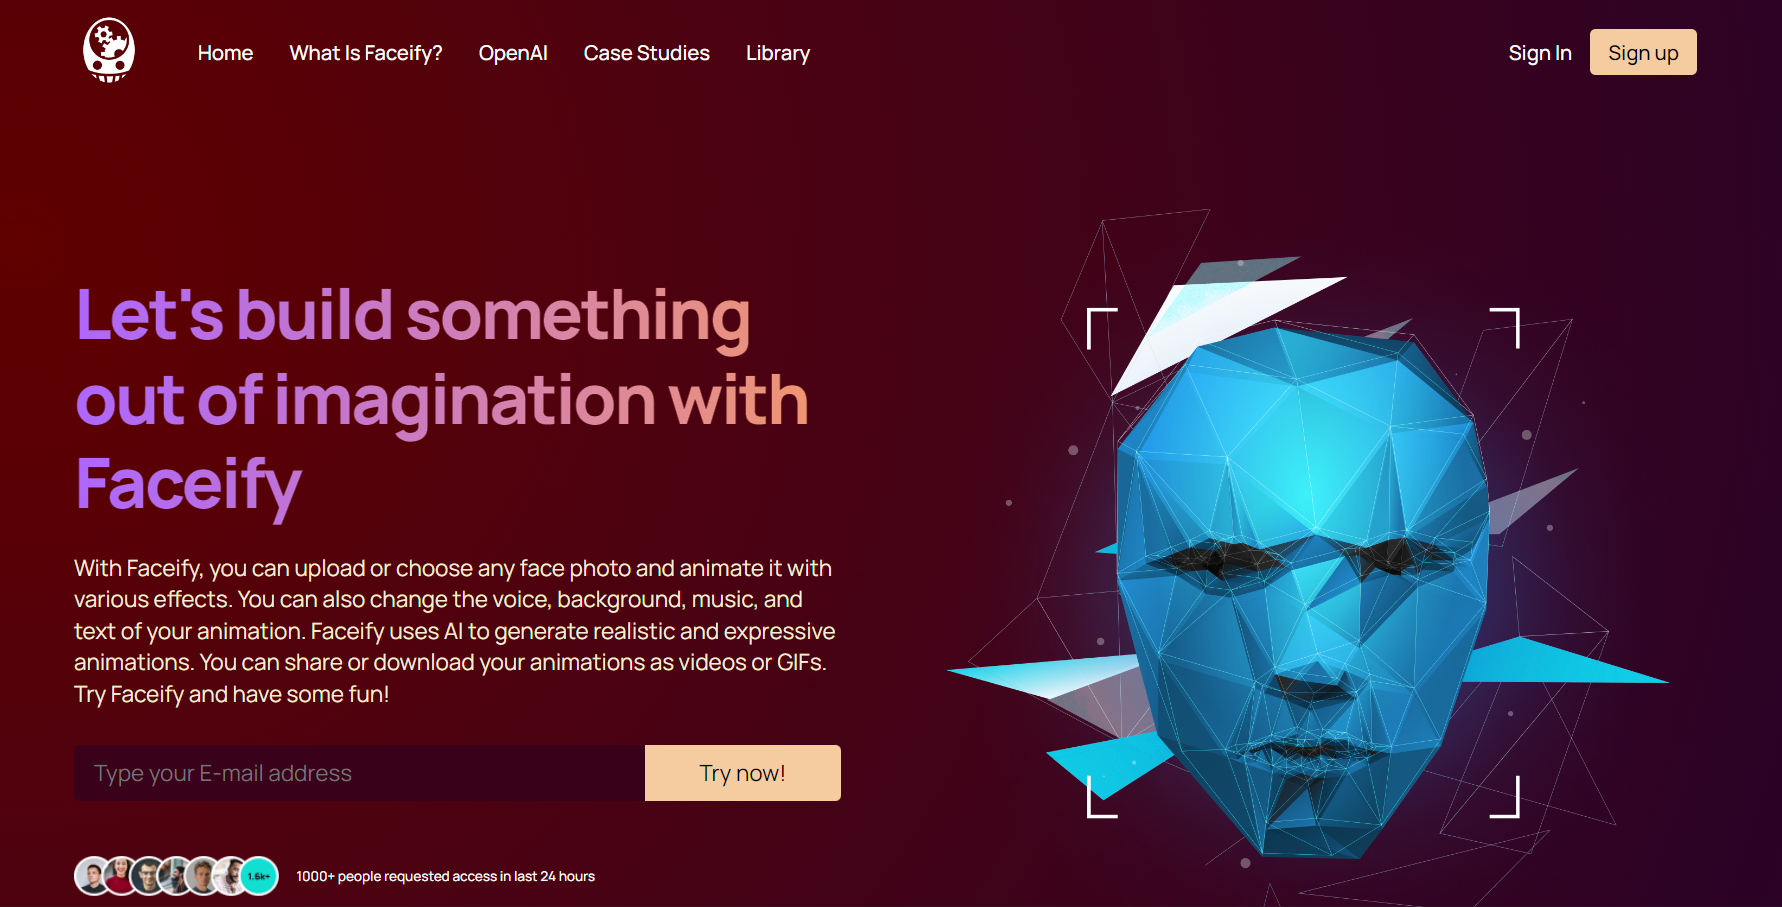 Home What Is Faceify? OpenAI Case Studies Library Sign In Sign up
Let's build something
out of imagination with
Faceify
With Faceify, you can upload or choose any face photo and animate it with
various effects. You can also change the voice, background, music, and
text of your animation. Faceify uses AI to generate realistic and expressive
animations. You can share or download your animations as videos or GIFs.
Try Faceify and have some fun!
Type your E-mail address Try now!
1.6k+ 1000+ people requested access in last 24 hours